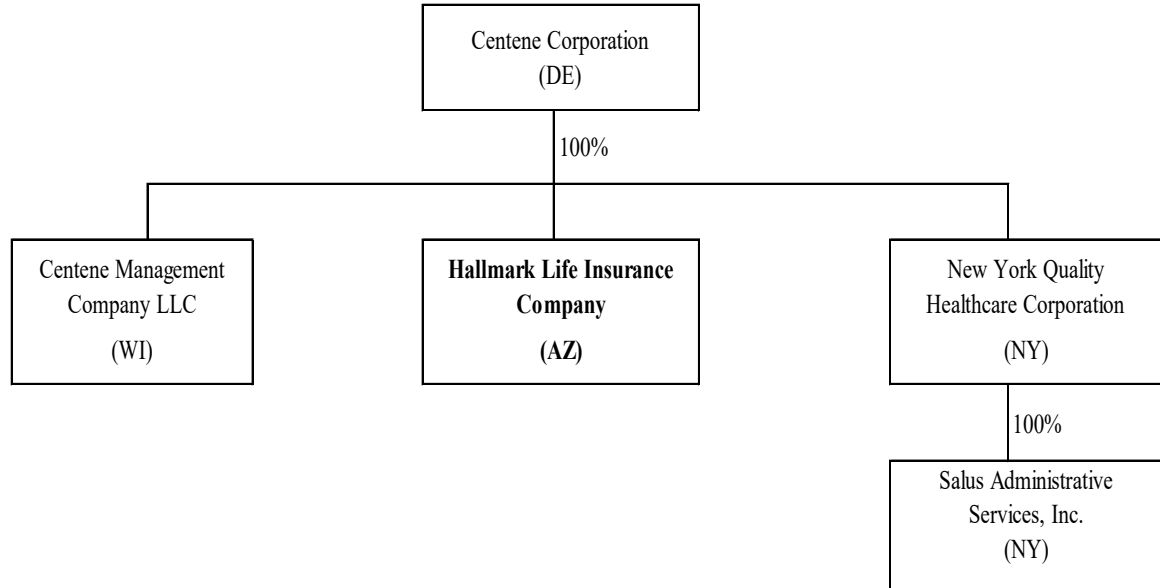 Centene Corporation
(DE)
100%
Centene Management
Company LLC
(WI)
Hallmark Life Insurance
Company
(AZ)
New York Quality
Healthcare Corporation
(NY)
100%
Salus Administrative
Services, Inc.
(NY)